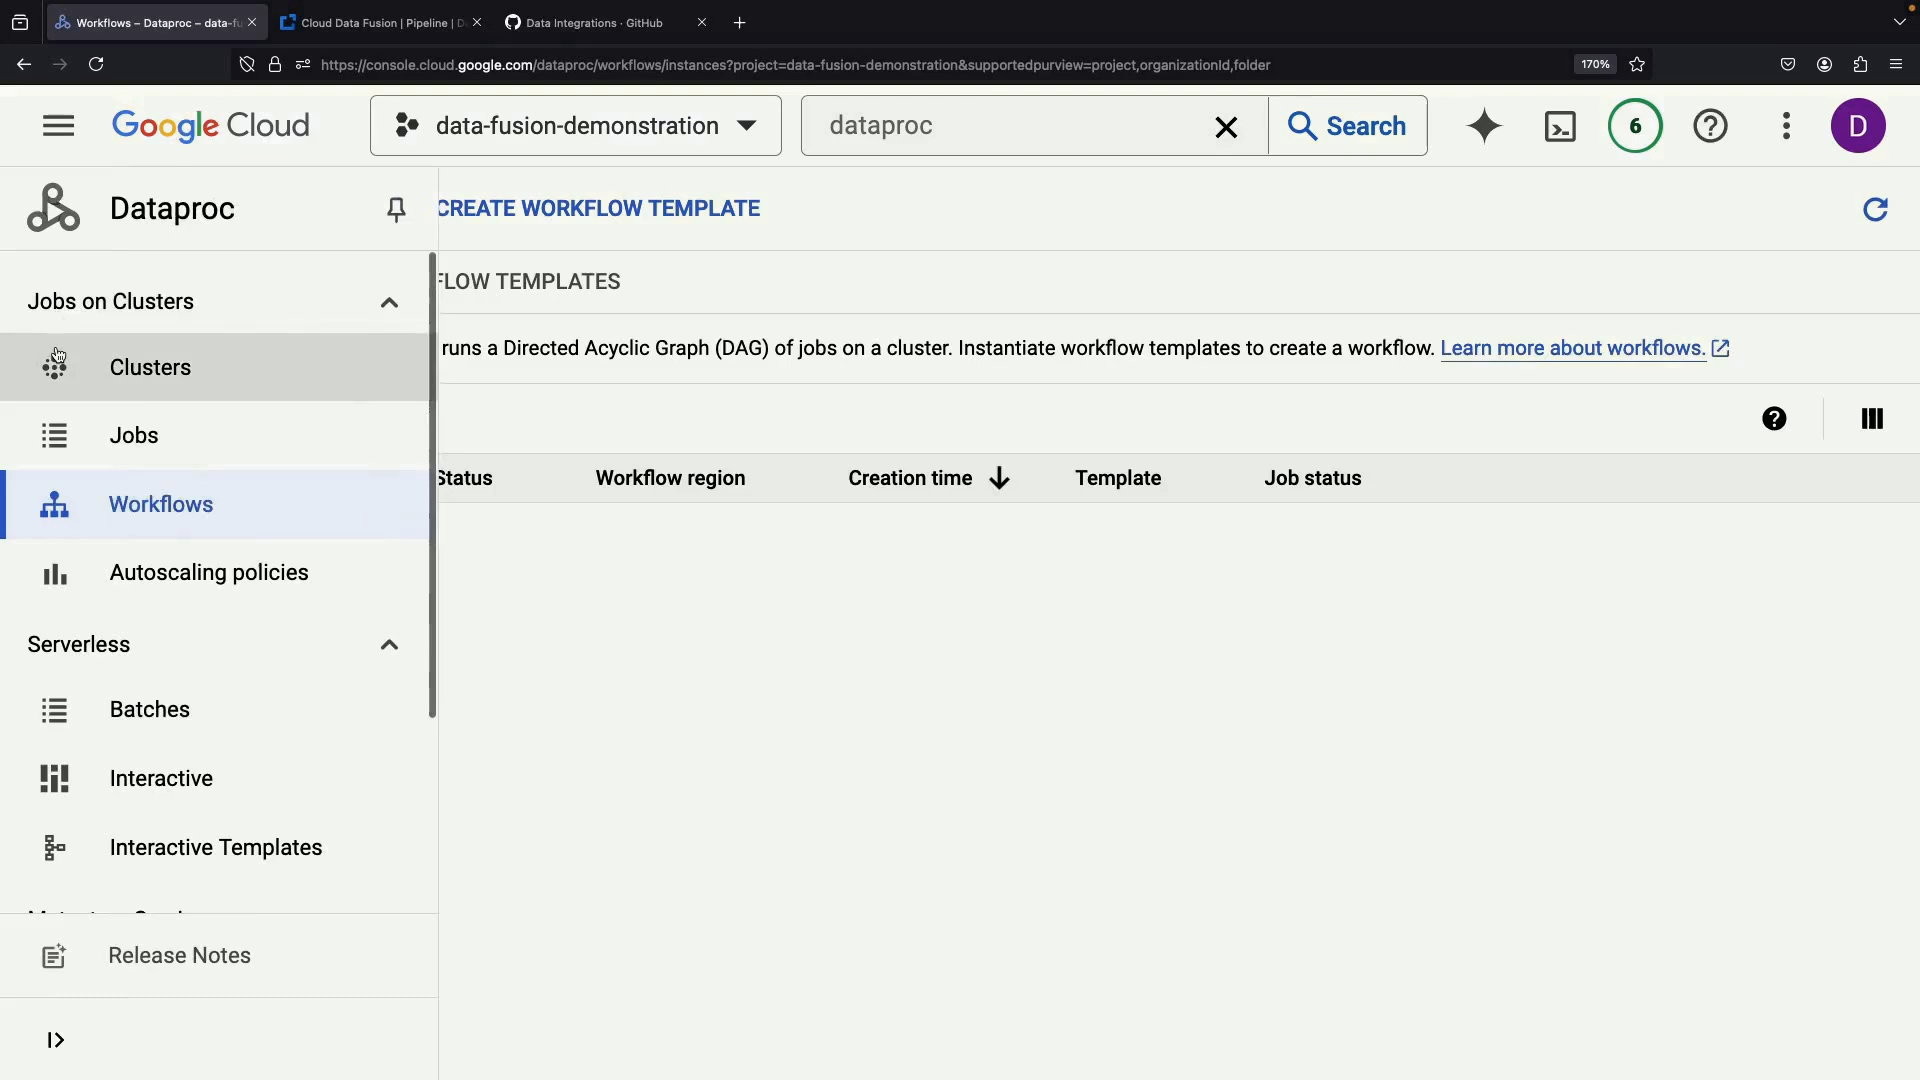 Workflows – Dataproc – data-fu
Cloud Data Fusion | Pipeline | D
Data Integrations · GitHub
https://console.cloud.google.com/dataproc/workflows/instances?project=data-fusion-demonstration&supportedpurview=project,organizationId,folder
170%
Google Cloud
data-fusion-demonstration
dataproc
Search
6
D
Dataproc
CREATE WORKFLOW TEMPLATE
Jobs on Clusters
FLOW TEMPLATES
Clusters
runs a Directed Acyclic Graph (DAG) of jobs on a cluster. Instantiate workflow templates to create a workflow. Learn more about workflows.
Jobs
Status
Workflow region
Creation time
Template
Job status
Workflows
Autoscaling policies
Serverless
Batches
Interactive
Interactive Templates
Release Notes